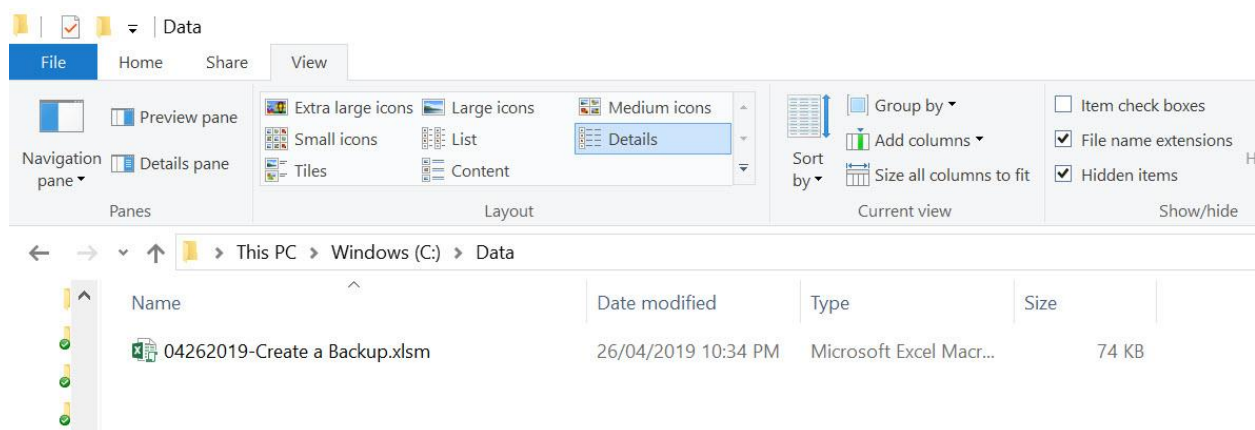 Data
File Home Share View
Navigation pane
Preview pane
Details pane
Panes
Extra large icons Large icons Medium icons
Small icons List Details
Tiles Content
Layout
Sort by
Group by
Add columns
Size all columns to fit
Current view
Item check boxes
File name extensions
Hidden items
H
Show/hide
This PC > Windows (C:) > Data
Name Date modified Type Size
04262019-Create a Backup.xlsm 26/04/2019 10:34 PM Microsoft Excel Macr... 74 KB